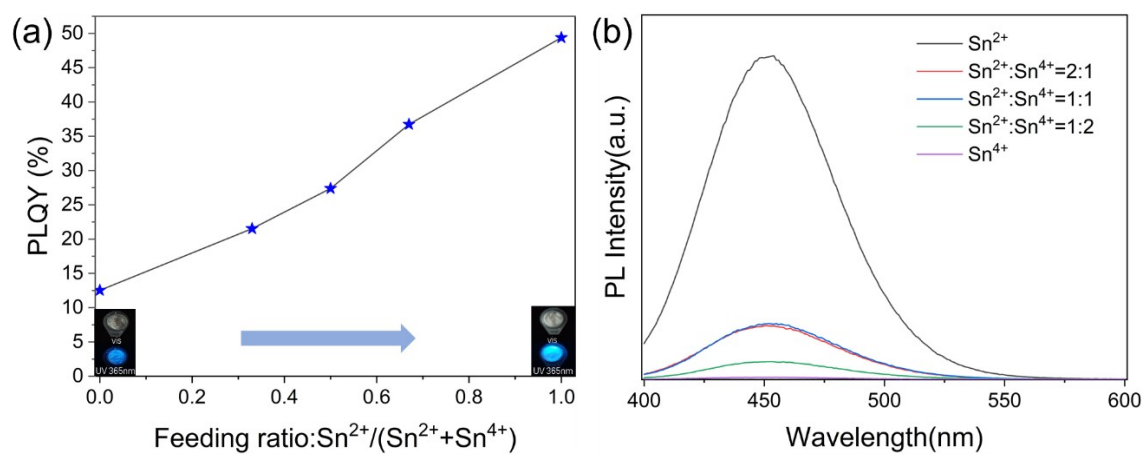 (a)
PLQY (%)
50
45
40
35
30
25
20
15
10
5
0
vis
UV 365nm
vis
UV 365nm
0.0
0.2
0.4
0.6
0.8
1.0
Feeding ratio:Sn²⁺/(Sn²⁺+Sn⁴⁺)
(b)
PL Intensity(a.u.)
Sn²⁺
Sn²⁺:Sn⁴⁺=2:1
Sn²⁺:Sn⁴⁺=1:1
Sn²⁺:Sn⁴⁺=1:2
Sn⁴⁺
400
450
500
550
600
Wavelength(nm)